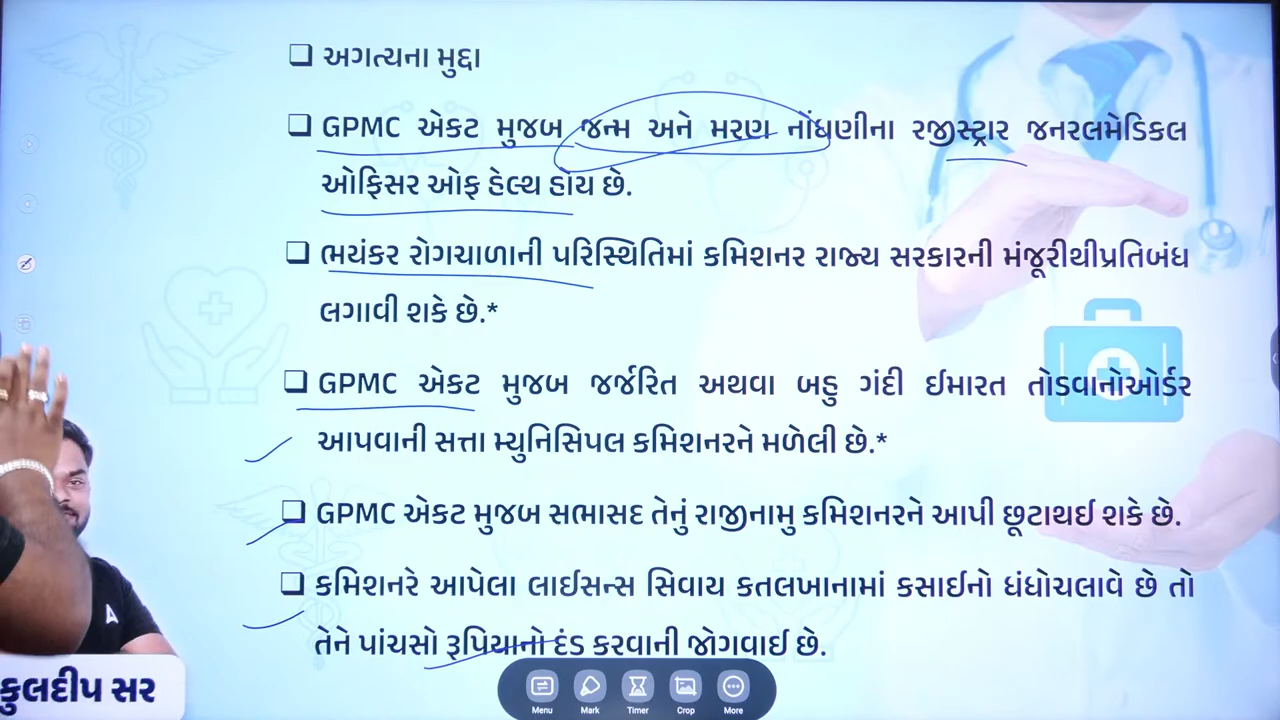 ❑ અગત્યના મુદ્દા
❑ GPMC એકટ મુજબ જન્મ અને મરણ નોંધણીના રજીસ્ટ્રાર જનરલમેડિકલ
ઓફિસર ઓફ હેલ્થ હોય છે.
❑ ભયંકર રોગચાળાની પરિસ્થિતિમાં કમિશનર રાજ્ય સરકારની મંજૂરીથીપ્રતિબંધ
લગાવી શકે છે.*
❑ GPMC એકટ મુજબ જર્જરિત અથવા બહુ ગંદી ઈમારત તોડવાનોઓર્ડર
આપવાની સત્તા મ્યુનિસિપલ કમિશનરને મળેલી છે.*
❑ GPMC એકટ મુજબ સભાસદ તેનું રાજીનામુ કમિશનરને આપી છૂટાથઈ શકે છે.
❑ કમિશનરે આપેલા લાઈસન્સ સિવાય કતલખાનામાં કસાઈનો ધંધોચલાવે છે તો
તેને પાંચસો રૂપિયાનો દંડ કરવાની જોગવાઈ છે.
કુલદીપ સર
Menu Mark Timer Crop More